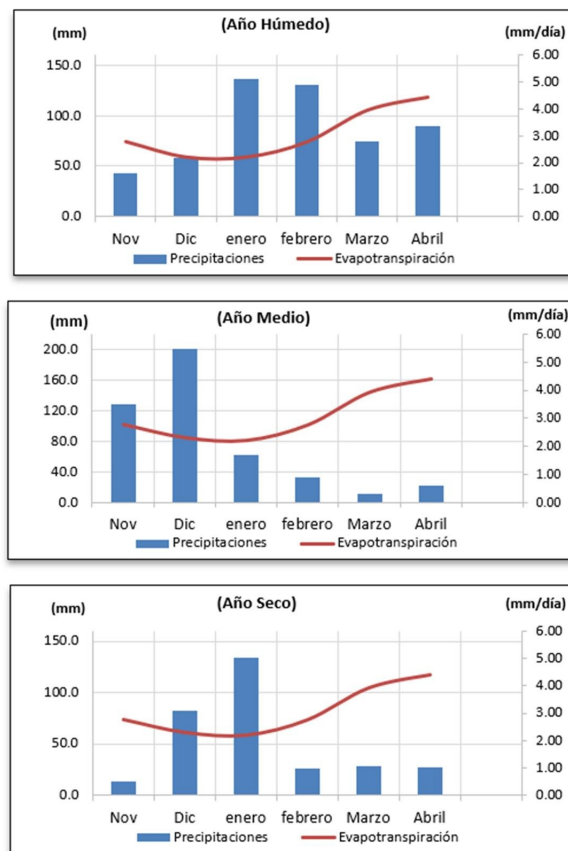 (Año Húmedo)
(mm)
(mm/día)
150.0
100.0
50.0
0.0
6.00
5.00
4.00
3.00
2.00
1.00
0.00
Nov Dic enero febrero Marzo Abril
Precipitaciones Evapotranspiración
(Año Medio)
(mm)
(mm/día)
200.0
160.0
120.0
80.0
40.0
0.0
6.00
5.00
4.00
3.00
2.00
1.00
0.00
Nov Dic enero febrero Marzo Abril
Precipitaciones Evapotranspiración
(Año Seco)
(mm)
(mm/día)
150.0
100.0
50.0
0.0
6.00
5.00
4.00
3.00
2.00
1.00
0.00
Nov Dic enero febrero Marzo Abril
Precipitaciones Evapotranspiración